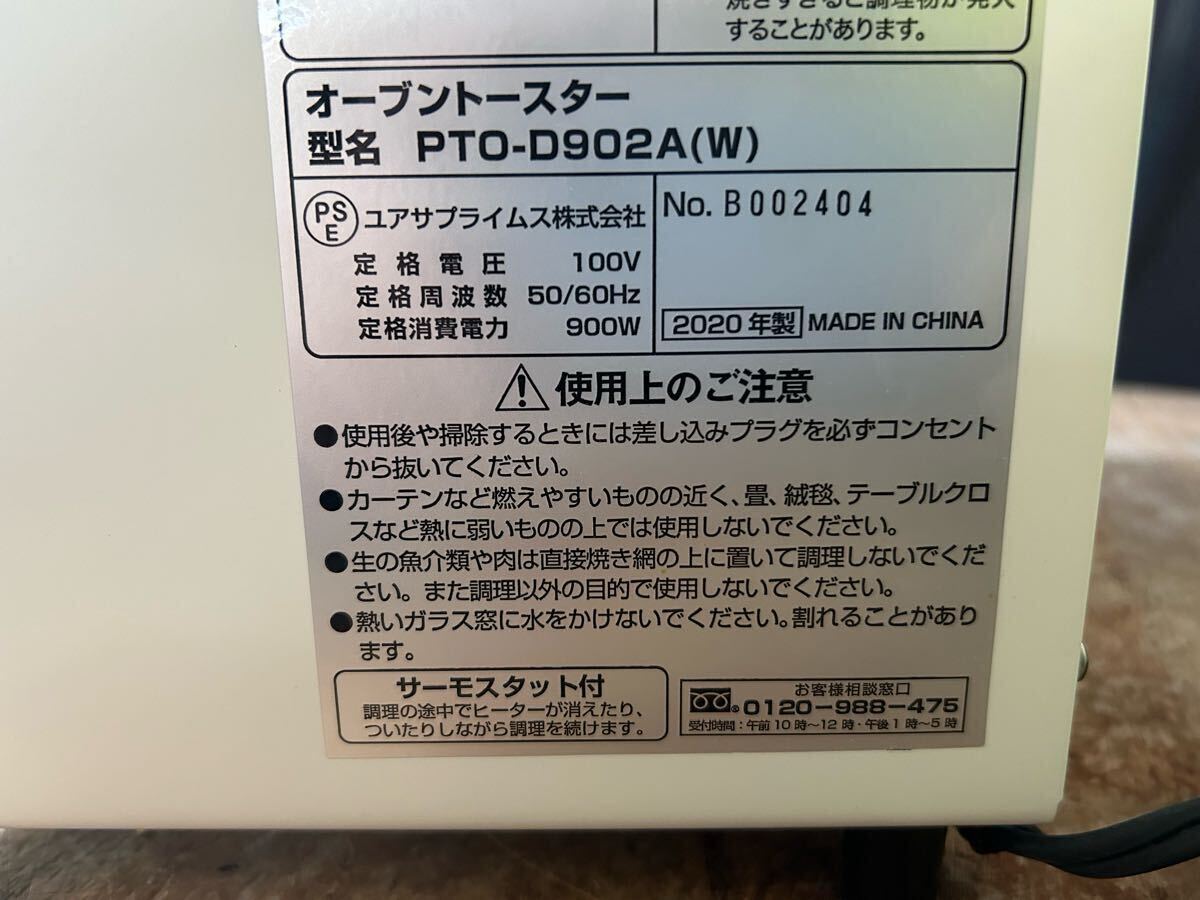 焼きすぎると調理物が発火
することがあります。
オーブントースター
型名 PTO-D902A(W)
PSE ユアサプライムス株式会社
定格電圧 100V
定格周波数 50/60Hz
定格消費電力 900W
No. B002404
2020年製 MADE IN CHINA
⚠使用上のご注意
●使用後や掃除するときには差し込みプラグを必ずコンセント
から抜いてください。
●カーテンなど燃えやすいものの近く、畳、絨毯、テーブルクロ
スなど熱に弱いものの上では使用しないでください。
●生の魚介類や肉は直接焼き網の上に置いて調理しないでくだ
さい。また調理以外の目的で使用しないでください。
●熱いガラス窓に水をかけないでください。割れることがあり
ます。
サーモスタット付
調理の途中でヒーターが消えたり、
ついたりしながら調理を続けます。
お客様相談窓口
0120-988-475
受付時間:午前10時〜12時・午後1時〜5時